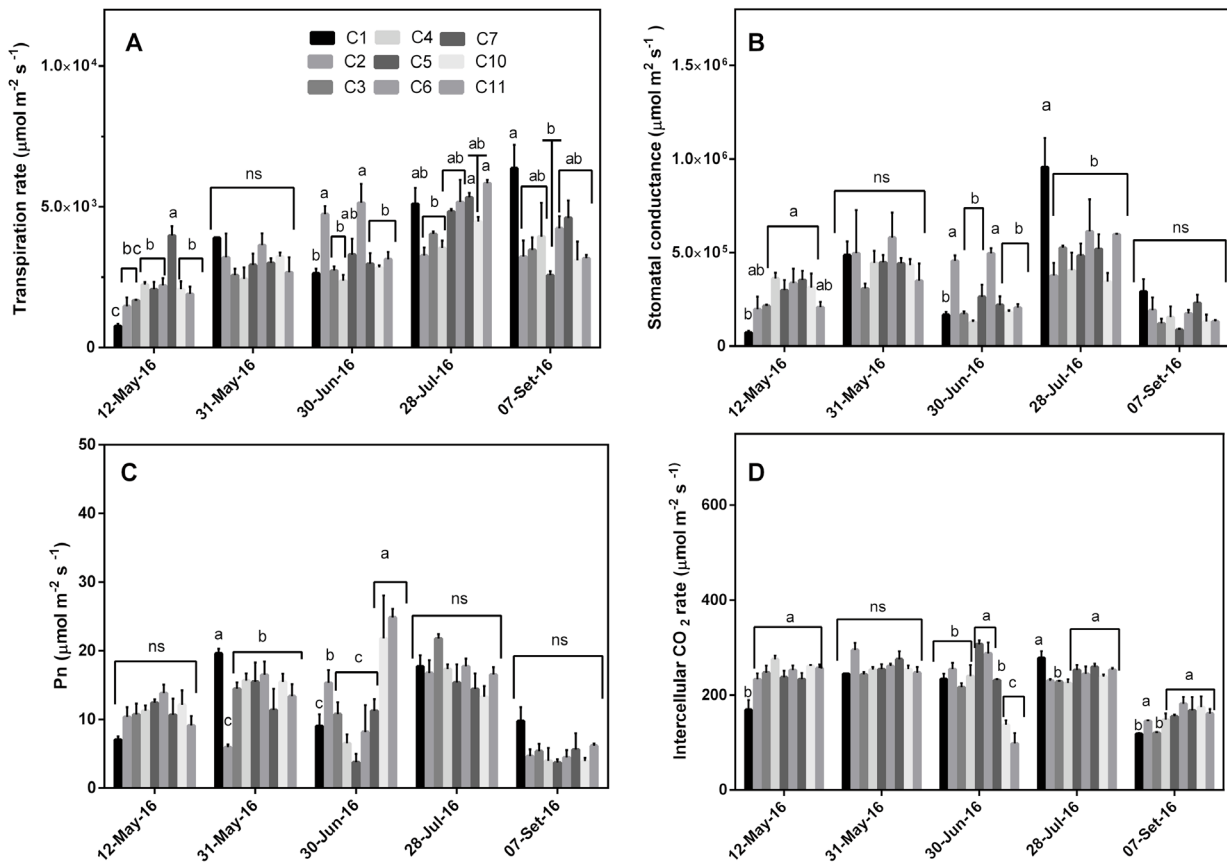 A
C1 C4 C7
C2 C5 C10
C3 C6 C11
Transpiration rate (µmol m⁻² s⁻¹)
1.0×10⁴
5.0×10³
0
c
bc
b
a
b
ns
b
a
b
ab
a
b
ab
b
ab
ab
a
a
ab
b
ab
12-May-16
31-May-16
30-Jun-16
28-Jul-16
07-Set-16
B
Stomatal conductance (µmol m² s⁻¹)
1.5×10⁶
1.0×10⁶
5.0×10⁵
0
b
ab
a
ab
ns
b
a
b
a
b
a
b
ns
12-May-16
31-May-16
30-Jun-16
28-Jul-16
07-Set-16
C
Pn (µmol m⁻² s⁻¹)
50
40
30
20
10
0
ns
a
c
b
c
b
c
a
ns
ns
12-May-16
31-May-16
30-Jun-16
28-Jul-16
07-Set-16
D
Intercellular CO₂ rate (µmol m⁻² s⁻¹)
600
400
200
0
b
a
ns
b
a
c
a
b
a
b
a
b
a
12-May-16
31-May-16
30-Jun-16
28-Jul-16
07-Set-16